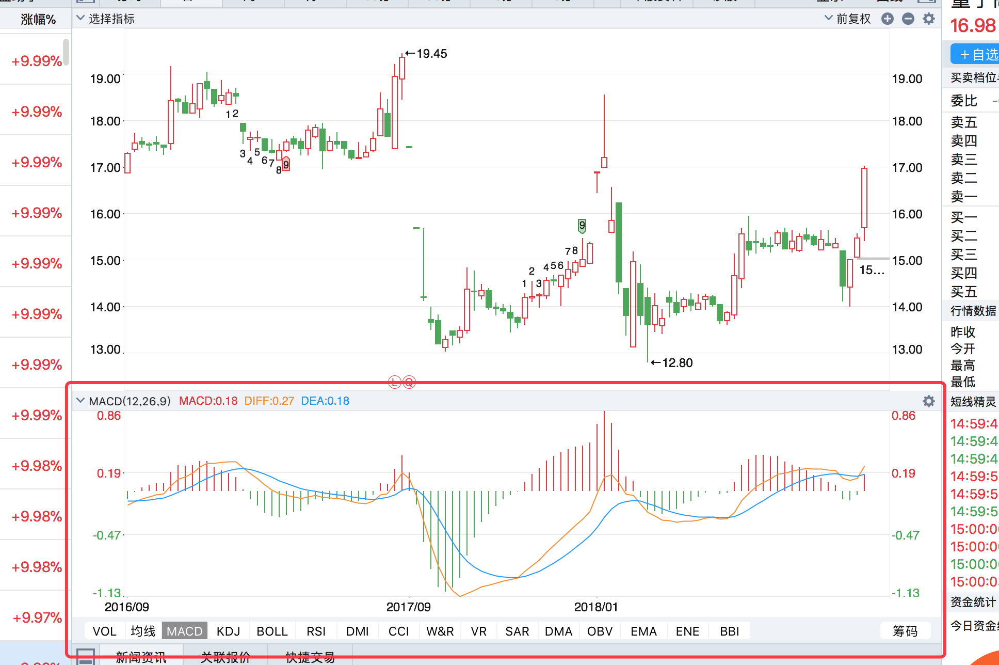 涨幅%
+9.99%
+9.99%
+9.99%
+9.99%
+9.99%
+9.99%
+9.99%
+9.99%
+9.98%
+9.98%
+9.98%
+9.97%
选择指标
前复权
19.45
19.00
18.00
17.00
16.00
15.00
14.00
13.00
1 2
3 4 5 6 7 8 9
1 2 3 4 5 6 7 8 9
12.80
15...
19.00
18.00
17.00
16.00
15.00
14.00
13.00
L Q
MACD(12,26,9) MACD:0.18 DIFF:0.27 DEA:0.18
0.86
0.19
-0.47
-1.13
0.86
0.19
-0.47
-1.13
2016/09 2017/09 2018/01
VOL 均线 MACD KDJ BOLL RSI DMI CCI W&R VR SAR DMA OBV EMA ENE BBI 筹码
新闻资讯 关联报价 快捷交易
16.98
+自选
买卖档位
委比
卖五
卖四
卖三
卖二
卖一
买一
买二
买三
买四
买五
行情数据
昨收
今开
最高
最低
短线精灵
14:59:4
14:59:4
14:59:4
14:59:5
14:59:5
14:59:5
15:00:0
15:00:0
15:00:0
15:00:0
资金统计
今日资金